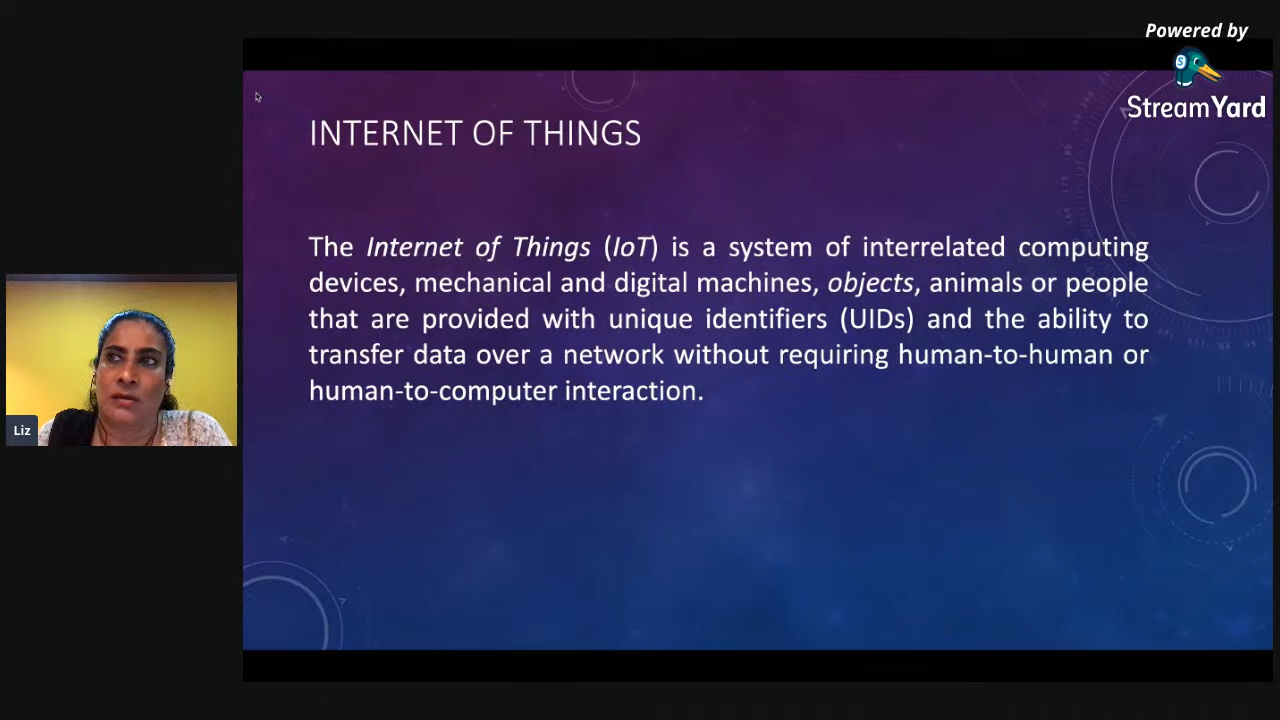 Powered by
StreamYard
INTERNET OF THINGS
The Internet of Things (IoT) is a system of interrelated computing
devices, mechanical and digital machines, objects, animals or people
that are provided with unique identifiers (UIDs) and the ability to
transfer data over a network without requiring human-to-human or
human-to-computer interaction.
Liz